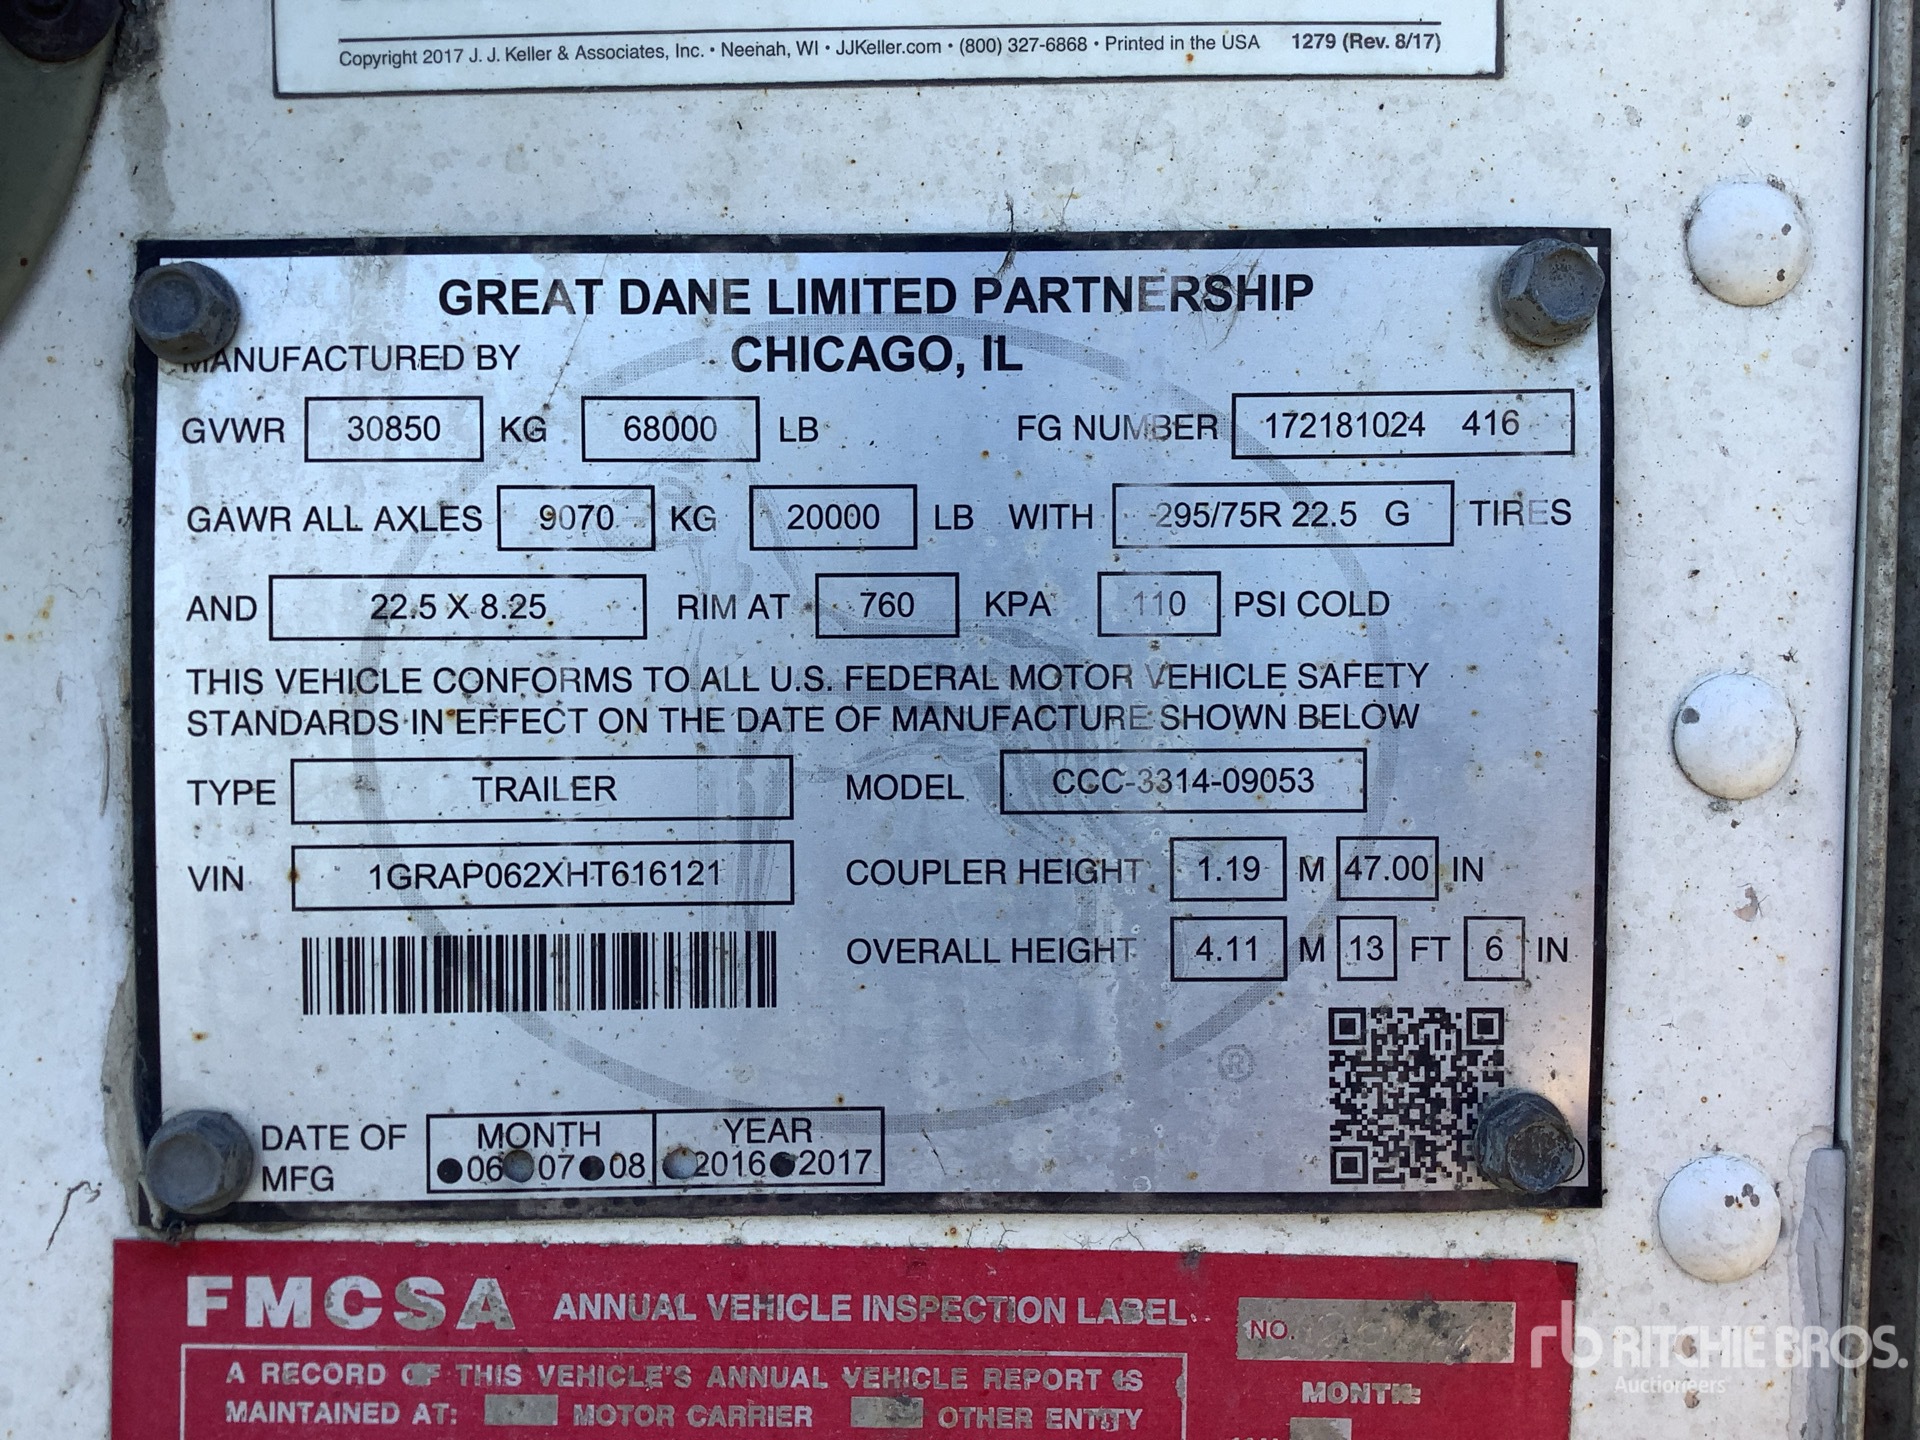 Copyright 2017 J. J. Keller & Associates, Inc. • Neenah, WI • JJKeller.com • (800) 327-6868 • Printed in the USA 1279 (Rev. 8/17)
GREAT DANE LIMITED PARTNERSHIP
MANUFACTURED BY CHICAGO, IL
GVWR 30850 KG 68000 LB FG NUMBER 172181024 416
GAWR ALL AXLES 9070 KG 20000 LB WITH 295/75R 22.5 G TIRES
AND 22.5 X 8.25 RIM AT 760 KPA 110 PSI COLD
THIS VEHICLE CONFORMS TO ALL U.S. FEDERAL MOTOR VEHICLE SAFETY
STANDARDS IN EFFECT ON THE DATE OF MANUFACTURE SHOWN BELOW
TYPE TRAILER MODEL CCC-3314-09053
VIN 1GRAP062XHT616121 COUPLER HEIGHT 1.19 M 47.00 IN
OVERALL HEIGHT 4.11 M 13 FT 6 IN
®
DATE OF MFG MONTH YEAR
●06●07●08 ●2016●2017
FMCSA ANNUAL VEHICLE INSPECTION LABEL NO.
A RECORD OF THIS VEHICLE'S ANNUAL VEHICLE REPORT IS
MAINTAINED AT: MOTOR CARRIER OTHER ENTITY
MONTH:
rb RITCHIE BROS.
Auctioneers